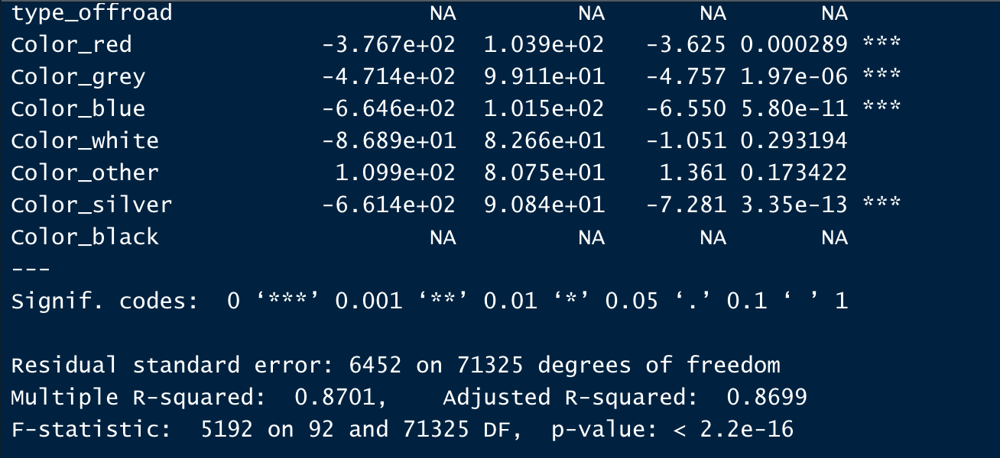 type_offroad NA NA NA NA
Color_red -3.767e+02 1.039e+02 -3.625 0.000289 ***
Color_grey -4.714e+02 9.911e+01 -4.757 1.97e-06 ***
Color_blue -6.646e+02 1.015e+02 -6.550 5.80e-11 ***
Color_white -8.689e+01 8.266e+01 -1.051 0.293194
Color_other 1.099e+02 8.075e+01 1.361 0.173422
Color_silver -6.614e+02 9.084e+01 -7.281 3.35e-13 ***
Color_black NA NA NA NA
---
Signif. codes: 0 ‘***’ 0.001 ‘**’ 0.01 ‘*’ 0.05 ‘.’ 0.1 ‘ ’ 1
Residual standard error: 6452 on 71325 degrees of freedom
Multiple R-squared: 0.8701, Adjusted R-squared: 0.8699
F-statistic: 5192 on 92 and 71325 DF, p-value: < 2.2e-16